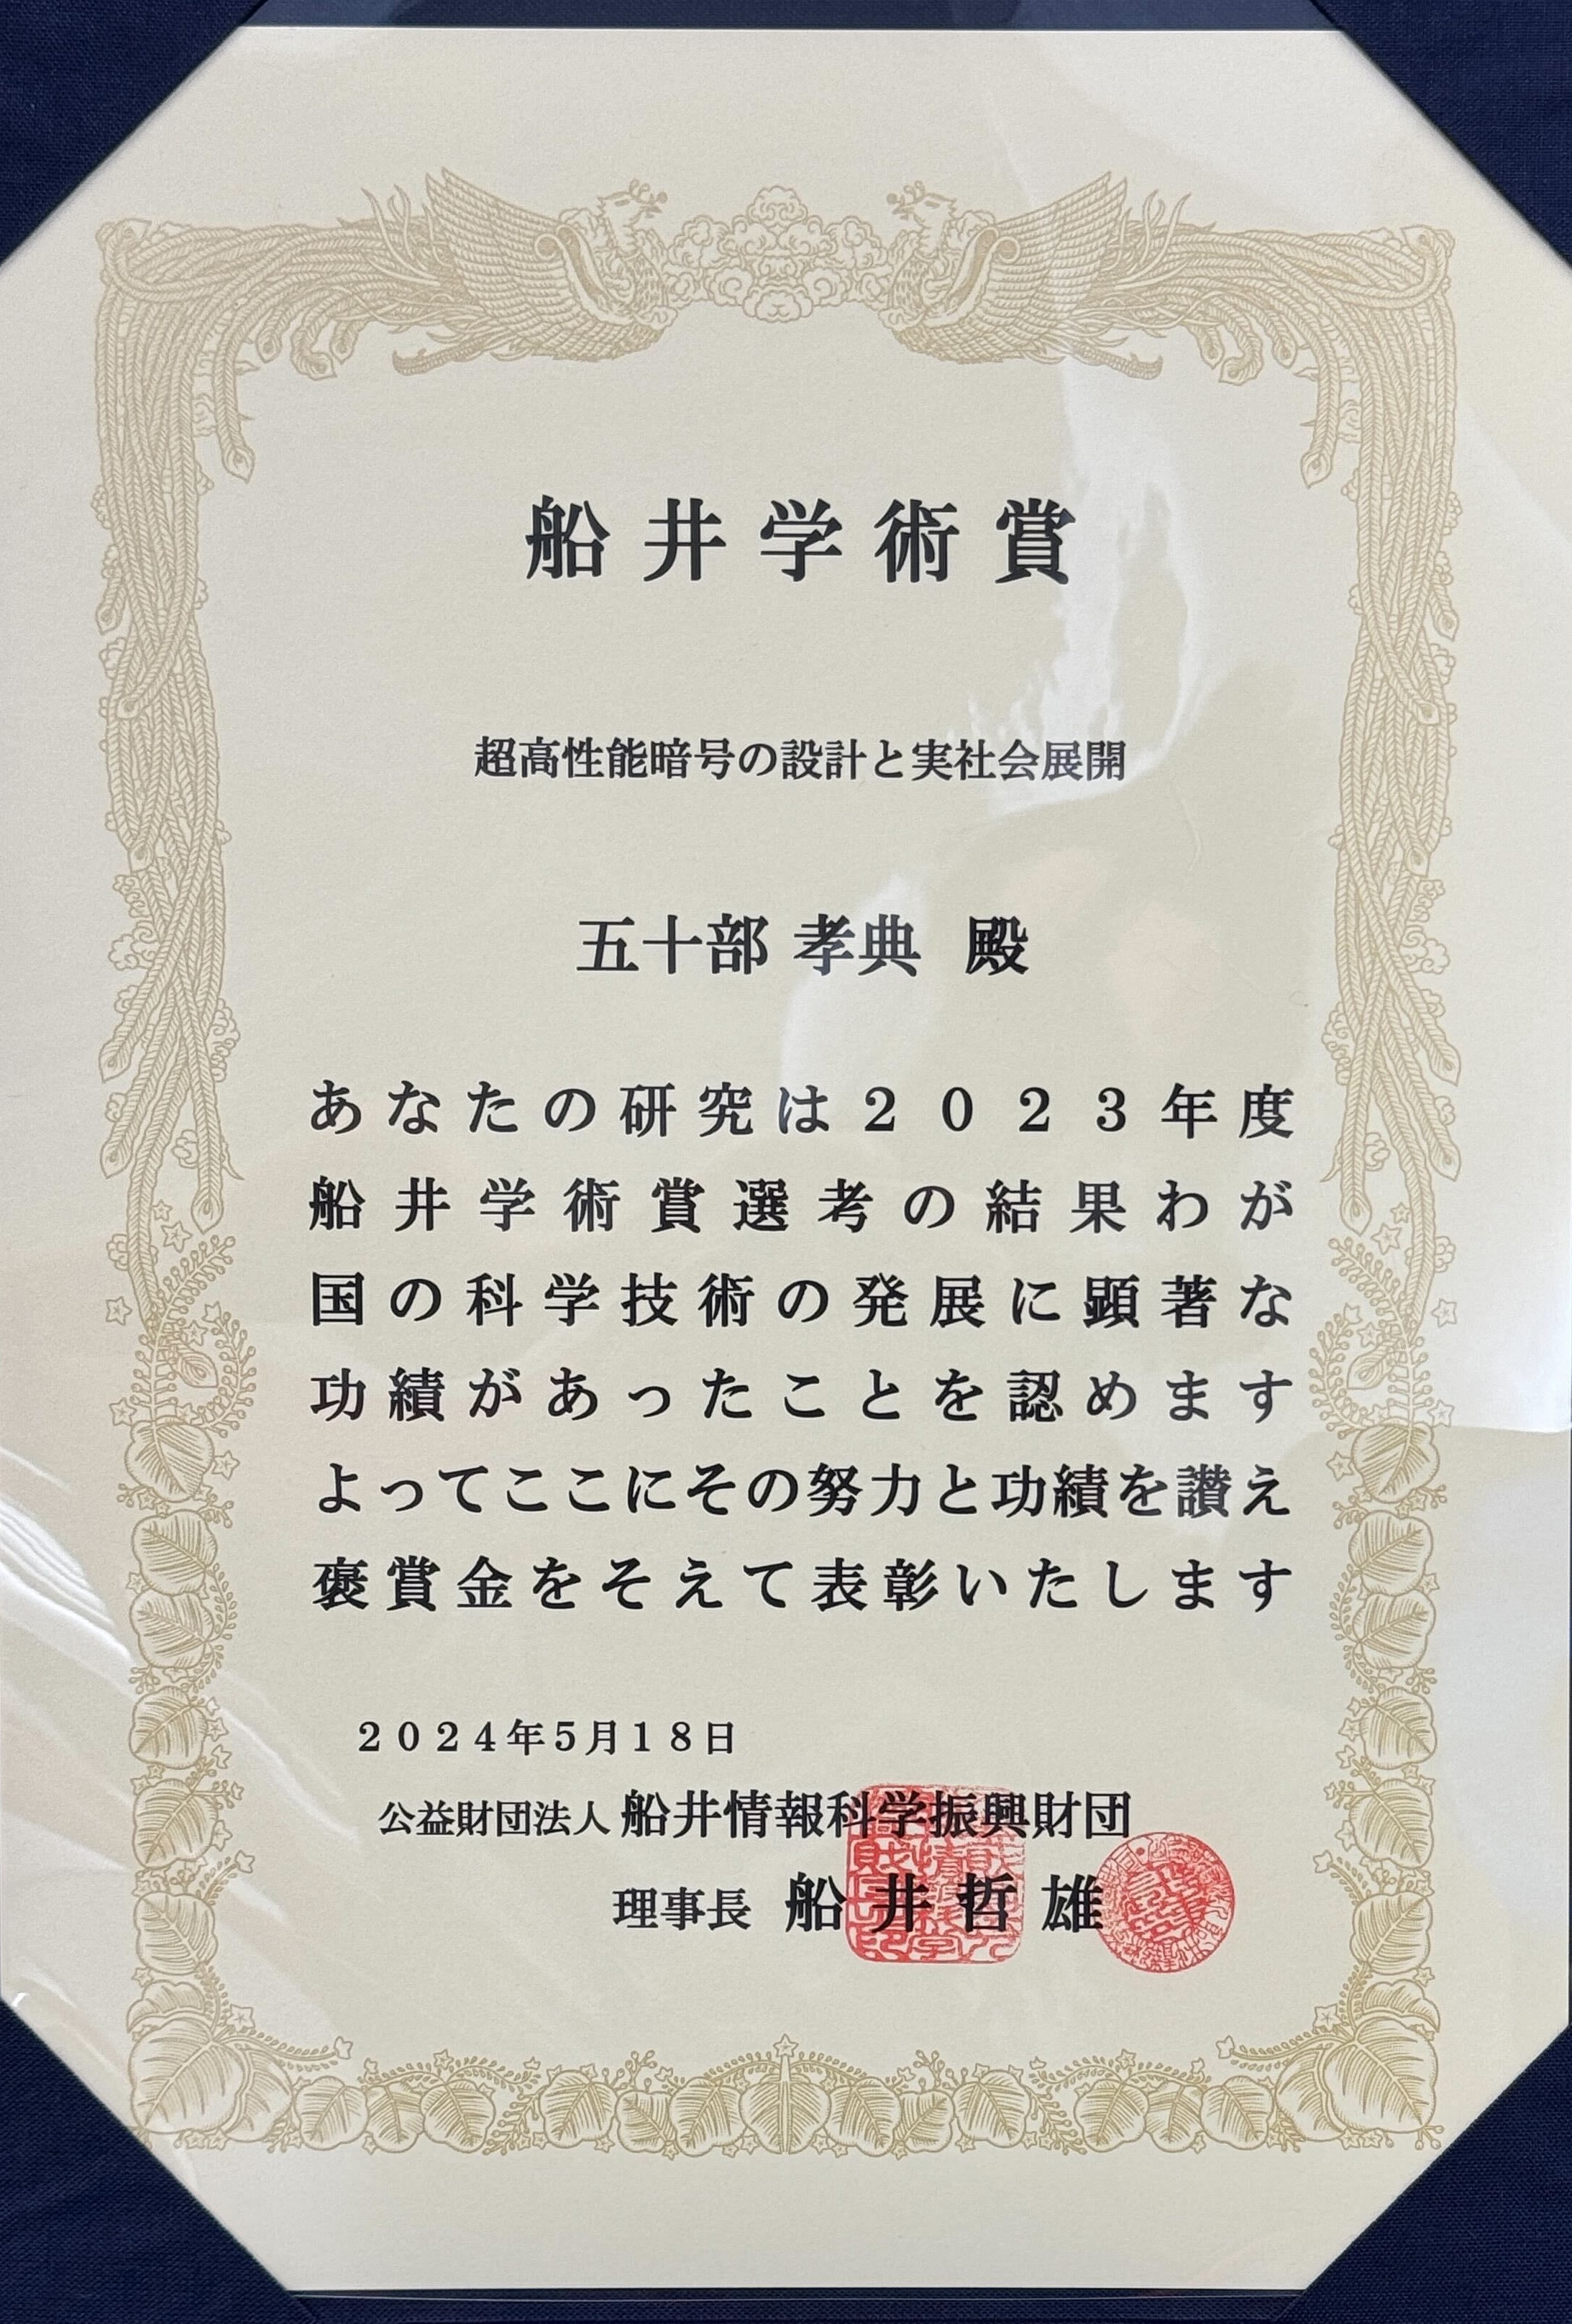 船井学術賞
超高性能暗号の設計と実社会展開
五十部 孝典 殿
あなたの研究は２０２３年度
船井学術賞選考の結果わが
国の科学技術の発展に顕著な
功績があったことを認めます
よってここにその努力と功績を讃え
褒賞金をそえて表彰いたします
２０２４年５月１８日
公益財団法人 船井情報科学振興財団
理事長 船井哲雄